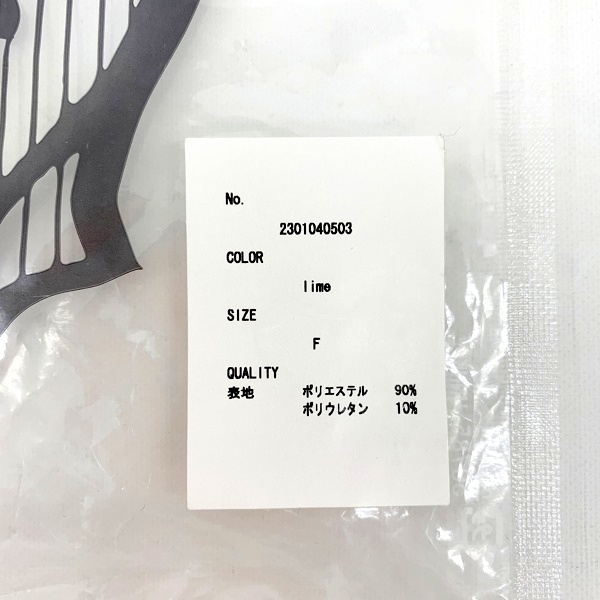 No.
2301040503
COLOR
lime
SIZE
F
QUALITY
表地 ポリエステル 90%
ポリウレタン 10%